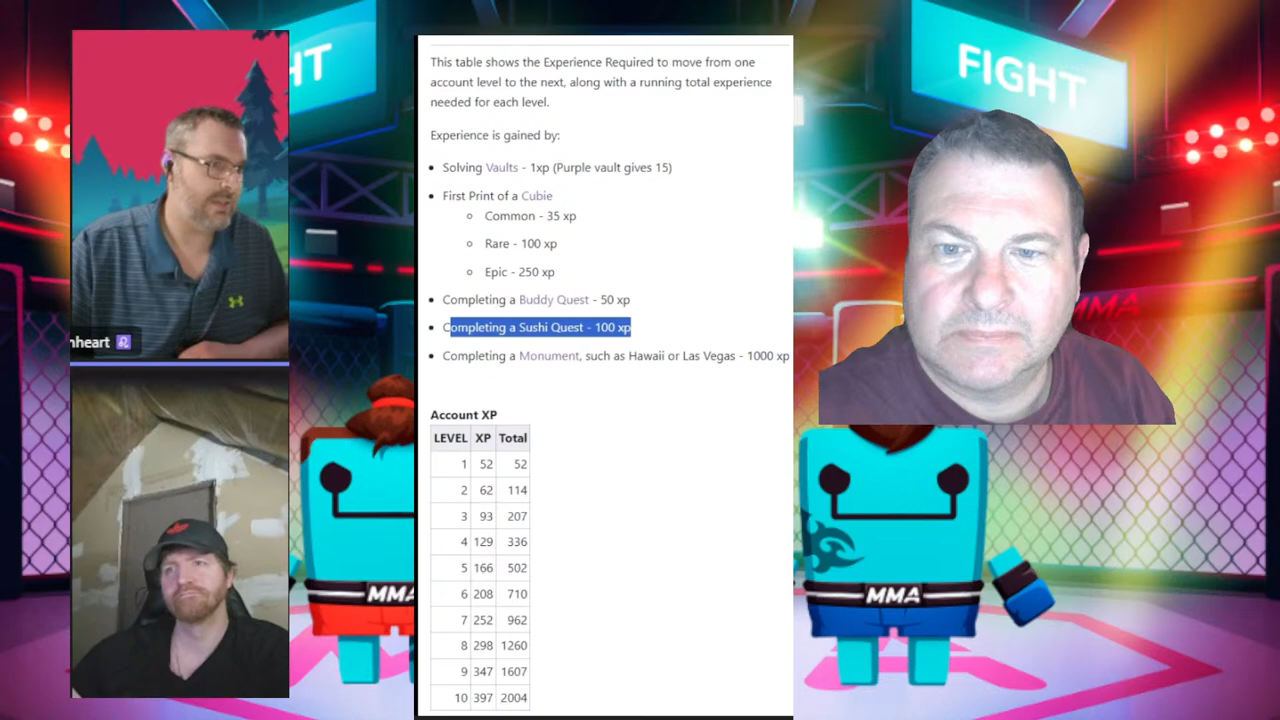 HT
FIGHT
This table shows the Experience Required to move from one
account level to the next, along with a running total experience
needed for each level.
Experience is gained by:
Solving Vaults - 1xp (Purple vault gives 15)
First Print of a Cubie
Common - 35 xp
Rare - 100 xp
Epic - 250 xp
Completing a Buddy Quest - 50 xp
Completing a Sushi Quest - 100 xp
Completing a Monument, such as Hawaii or Las Vegas - 1000 xp
MMA
nheart
Account XP
LEVEL XP Total
1 52 52
2 62 114
3 93 207
4 129 336
5 166 502
6 208 710
7 252 962
8 298 1260
9 347 1607
10 397 2004
MMA
MMA